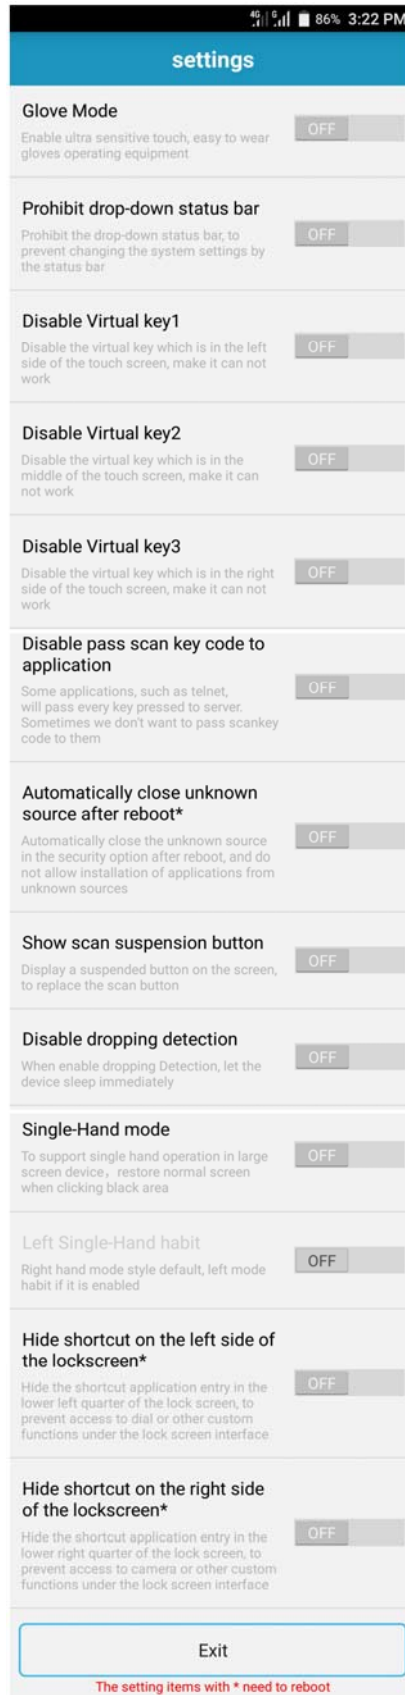 4G G 86% 3:22 PM
settings
Glove Mode
Enable ultra sensitive touch, easy to wear
gloves operating equipment
OFF
Prohibit drop-down status bar
Prohibit the drop-down status bar, to
prevent changing the system settings by
the status bar
OFF
Disable Virtual key1
Disable the virtual key which is in the left
side of the touch screen, make it can not
work
OFF
Disable Virtual key2
Disable the virtual key which is in the
middle of the touch screen, make it can
not work
OFF
Disable Virtual key3
Disable the virtual key which is in the right
side of the touch screen, make it can not
work
OFF
Disable pass scan key code to
application
Some applications, such as telnet,
will pass every key pressed to server.
Sometimes we don't want to pass scankey
code to them
OFF
Automatically close unknown
source after reboot*
Automatically close the unknown source
in the security option after reboot, and do
not allow installation of applications from
unknown sources
OFF
Show scan suspension button
Display a suspended button on the screen,
to replace the scan button
OFF
Disable dropping detection
When enable dropping Detection, let the
device sleep immediately
OFF
Single-Hand mode
To support single hand operation in large
screen device，restore normal screen
when clicking black area
OFF
Left Single-Hand habit
Right hand mode style default, left mode
habit if it is enabled
OFF
Hide shortcut on the left side of
the lockscreen*
Hide the shortcut application entry in the
lower left quarter of the lock screen, to
prevent access to dial or other custom
functions under the lock screen interface
OFF
Hide shortcut on the right side
of the lockscreen*
Hide the shortcut application entry in the
lower right quarter of the lock screen, to
prevent access to camera or other custom
functions under the lock screen interface
OFF
Exit
The setting items with * need to reboot